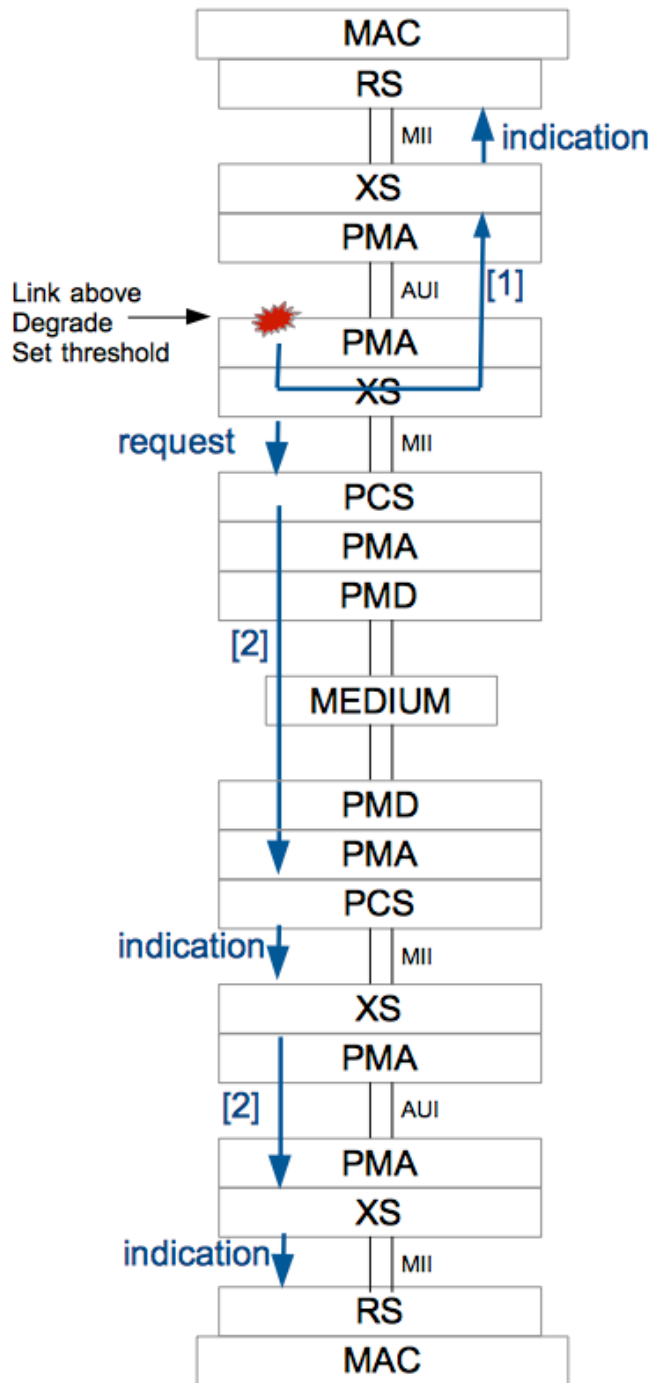 MAC
RS
MII
indication
XS
PMA
AUI
[1]
Link above
Degrade
Set threshold
PMA
XS
request
MII
PCS
PMA
PMD
[2]
MEDIUM
PMD
PMA
PCS
indication
MII
XS
PMA
[2]
AUI
PMA
XS
indication
MII
RS
MAC